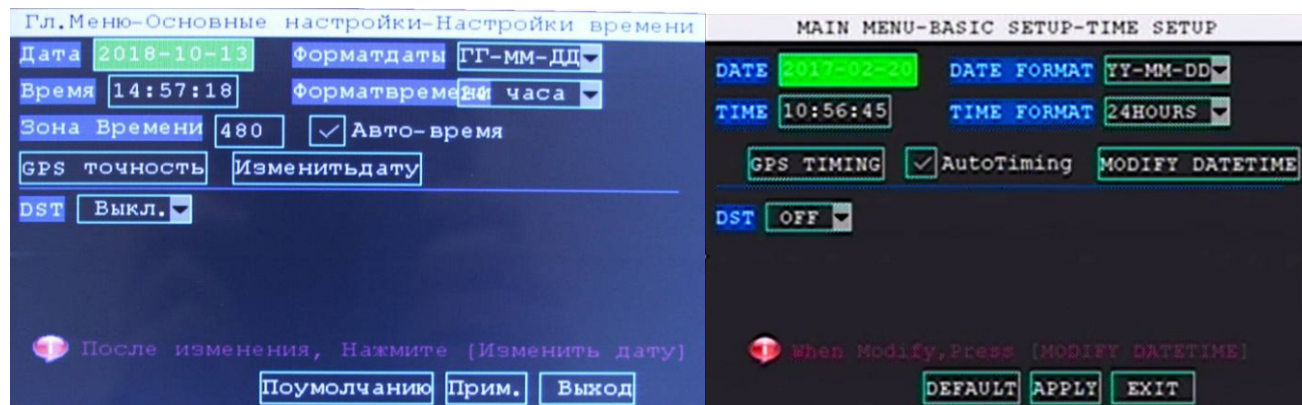 Гл.Меню-Основные настройки-Настройки времени
Дата 2018-10-13 Форматдаты ГГ-ММ-ДД
Время 14:57:18 Форматвремени 24 часа
Зона Времени 480 Авто-время
GPS точность Изменитьдату
DST Выкл.
После изменения, Нажмите [Изменить дату]
Поумолчанию Прим. Выход
MAIN MENU-BASIC SETUP-TIME SETUP
DATE 2017-02-20 DATE FORMAT YY-MM-DD
TIME 10:56:45 TIME FORMAT 24HOURS
GPS TIMING AutoTiming MODIFY DATETIME
DST OFF
When Modify,Press [MODIFY DATETIME]
DEFAULT APPLY EXIT